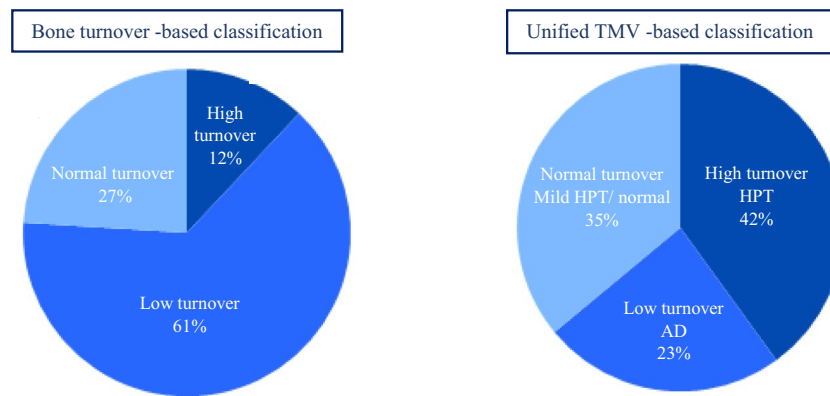 Bone turnover -based classification
High
turnover
12%
Normal turnover
27%
Low turnover
61%
Unified TMV -based classification
Normal turnover
Mild HPT/ normal
35%
High turnover
HPT
42%
Low turnover
AD
23%